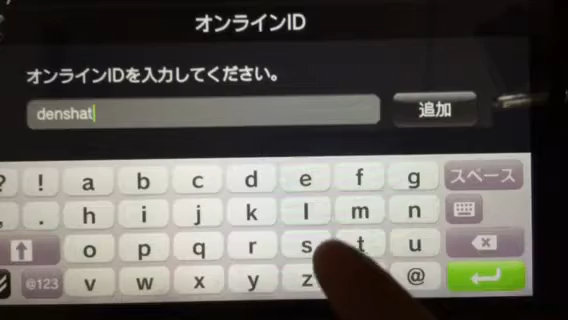 オンラインID
オンラインIDを入力してください。
denshat
追加
? ! a b c d e f g スペース
, . h i j k l m n
o p q r s t u
@123 v w x y z @